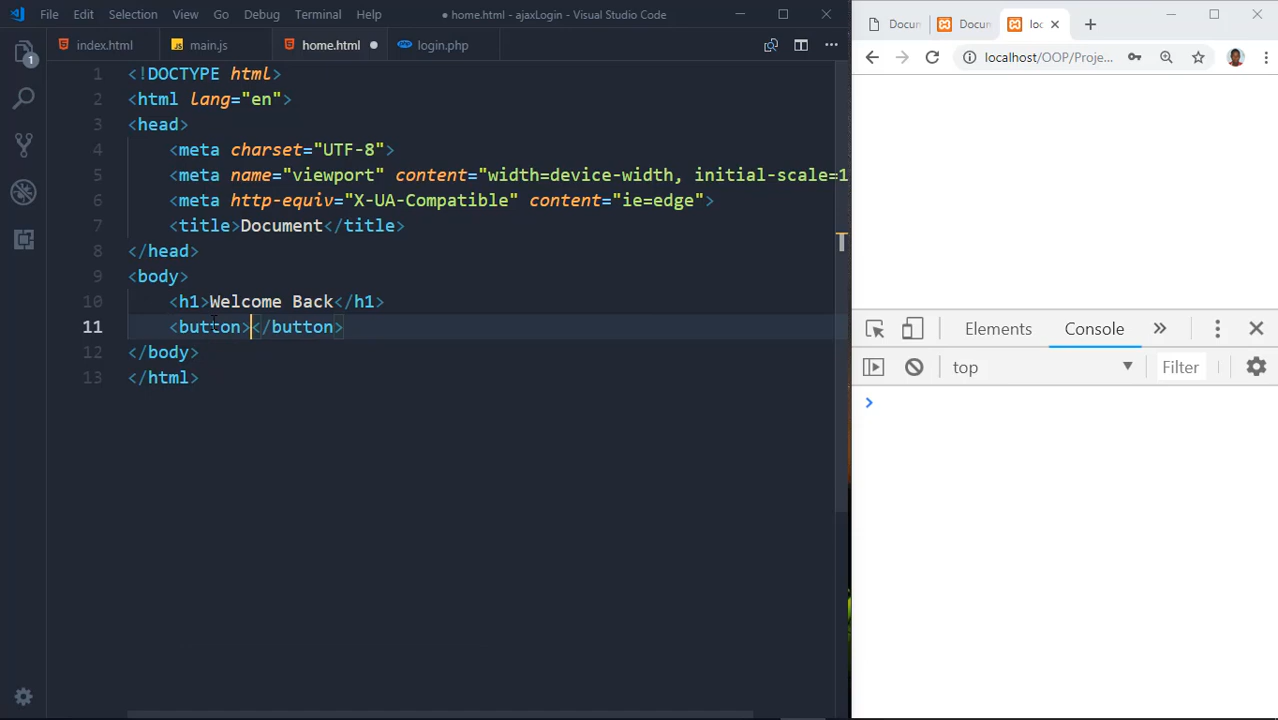 File Edit Selection View Go Debug Terminal Help ● home.html - ajaxLogin - Visual Studio Code
index.html main.js home.html login.php
1 <!DOCTYPE html>
2 <html lang="en">
3 <head>
4 <meta charset="UTF-8">
5 <meta name="viewport" content="width=device-width, initial-scale=1
6 <meta http-equiv="X-UA-Compatible" content="ie=edge">
7 <title>Document</title>
8 </head>
9 <body>
10 <h1>Welcome Back</h1>
11 <button></button>
12 </body>
13 </html>
1
Docum Docum loc
localhost/OOP/Proje...
Elements Console »
top Filter